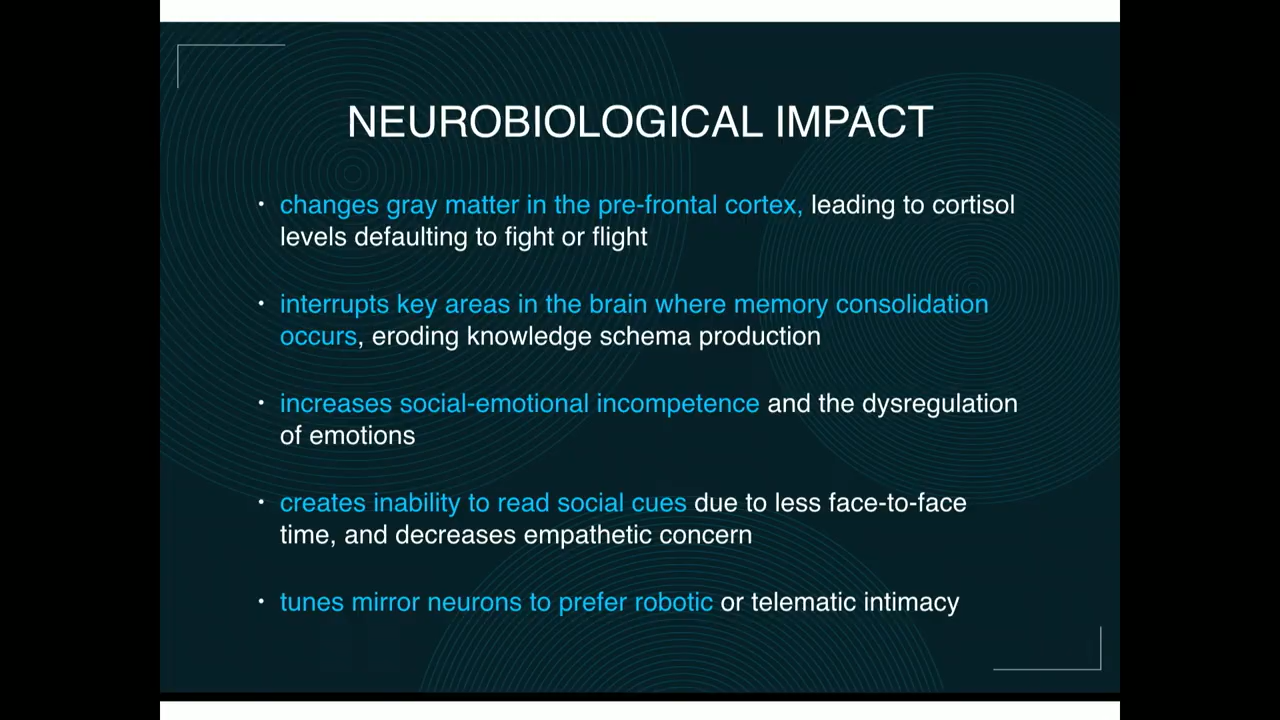 NEUROBIOLOGICAL IMPACT
• changes gray matter in the pre-frontal cortex, leading to cortisol
levels defaulting to fight or flight
• interrupts key areas in the brain where memory consolidation
occurs, eroding knowledge schema production
• increases social-emotional incompetence and the dysregulation
of emotions
• creates inability to read social cues due to less face-to-face
time, and decreases empathetic concern
• tunes mirror neurons to prefer robotic or telematic intimacy